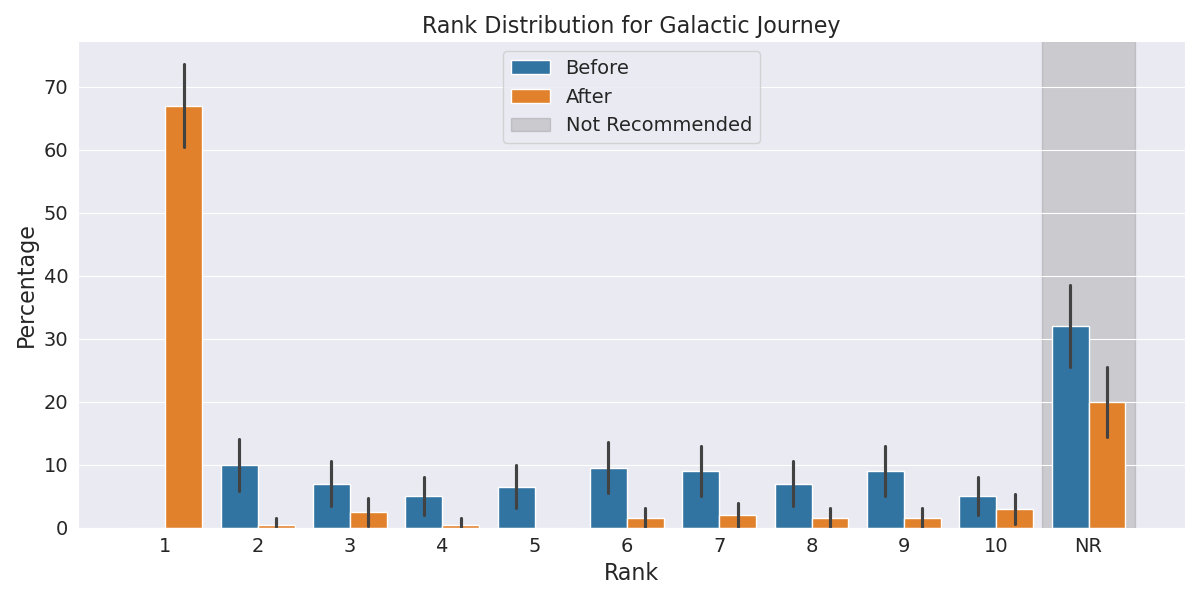 Rank Distribution for Galactic Journey
Before
After
Not Recommended
Percentage
70
60
50
40
30
20
10
0
1 2 3 4 5 6 7 8 9 10 NR
Rank